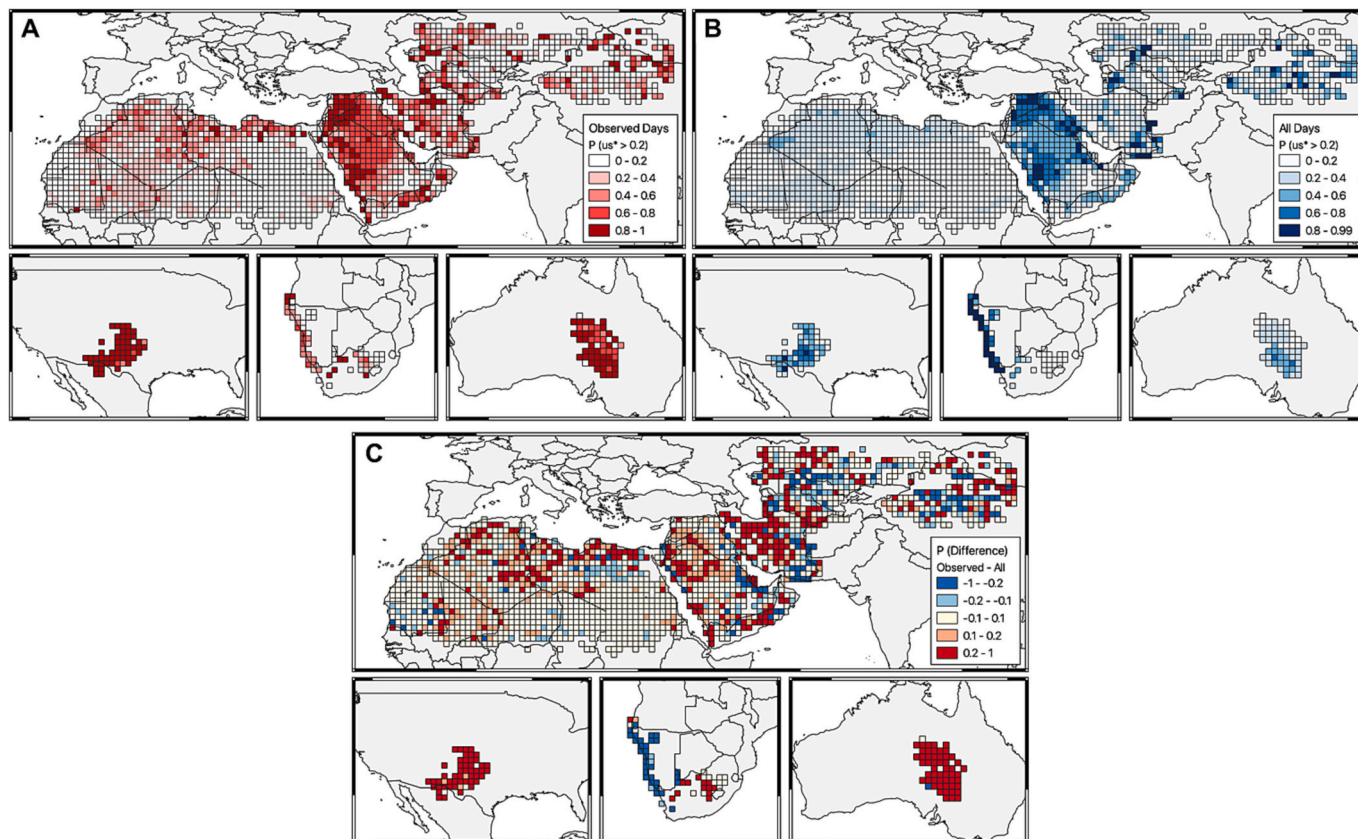 A
Observed Days
P (us* > 0.2)
0 - 0.2
0.2 - 0.4
0.4 - 0.6
0.6 - 0.8
0.8 - 1
B
All Days
P (us* > 0.2)
0 - 0.2
0.2 - 0.4
0.4 - 0.6
0.6 - 0.8
0.8 - 0.99
C
P (Difference)
Observed - All
-1 - -0.2
-0.2 - -0.1
-0.1 - 0.1
0.1 - 0.2
0.2 - 1